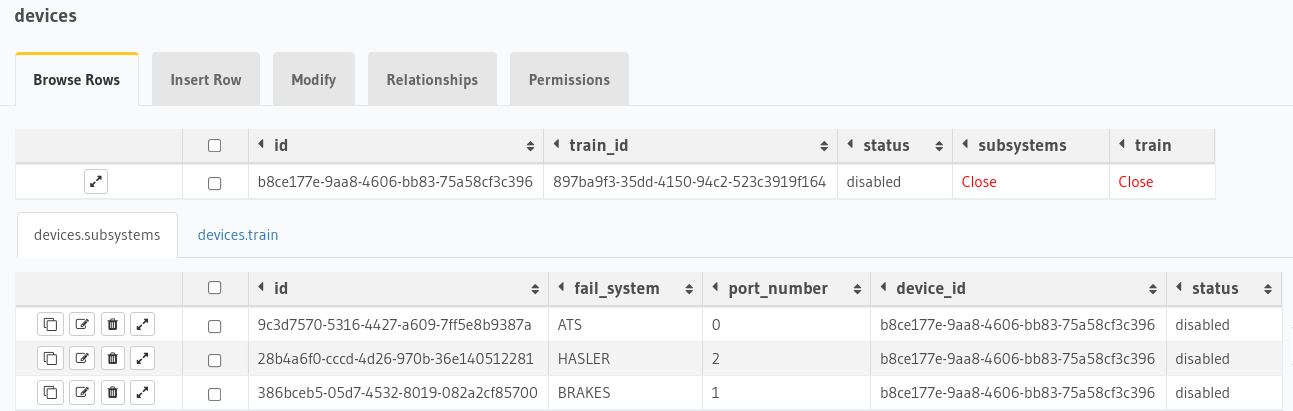 devices
Browse Rows Insert Row Modify Relationships Permissions
id train_id status subsystems train
b8ce177e-9aa8-4606-bb83-75a58cf3c396 897ba9f3-35dd-4150-94c2-523c3919f164 disabled Close Close
devices.subsystems devices.train
id fail_system port_number device_id status
9c3d7570-5316-4427-a609-7ff5e8b9387a ATS 0 b8ce177e-9aa8-4606-bb83-75a58cf3c396 disabled
28b4a6f0-cccd-4d26-970b-36e140512281 HASLER 2 b8ce177e-9aa8-4606-bb83-75a58cf3c396 disabled
386bceb5-05d7-4532-8019-082a2cf85700 BRAKES 1 b8ce177e-9aa8-4606-bb83-75a58cf3c396 disabled